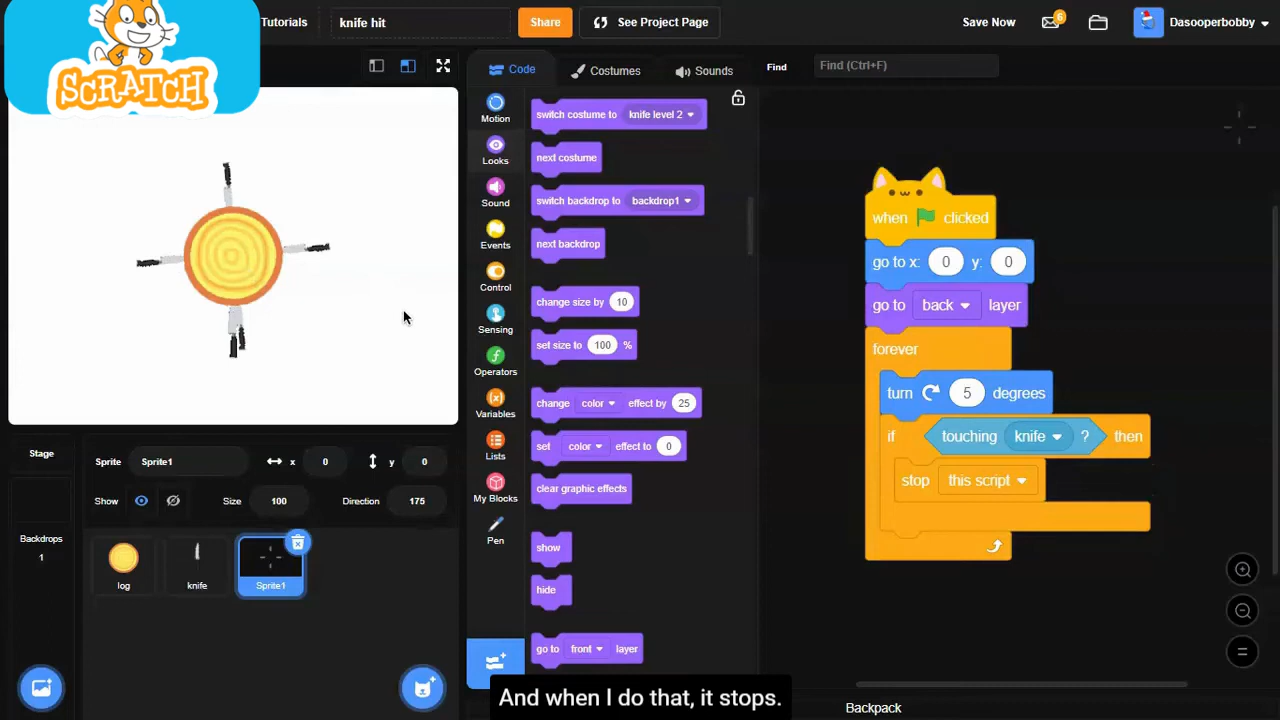 SCRATCH
Tutorials
knife hit
Share
See Project Page
Save Now
6
Dasooperbobby
Code
Costumes
Sounds
Find
Find (Ctrl+F)
Motion
Looks
Sound
Events
Control
Sensing
Operators
Variables
Lists
My Blocks
Pen
switch costume to knife level 2
next costume
switch backdrop to backdrop1
next backdrop
change size by 10
set size to 100 %
change color effect by 25
set color effect to 0
clear graphic effects
show
hide
go to front layer
when clicked
go to x: 0 y: 0
go to back layer
forever
turn 5 degrees
if touching knife ? then
stop this script
Stage
Backdrops
1
Sprite Sprite1 x 0 y 0
Show Size 100 Direction 175
log
knife
Sprite1
And when I do that, it stops.
Backpack